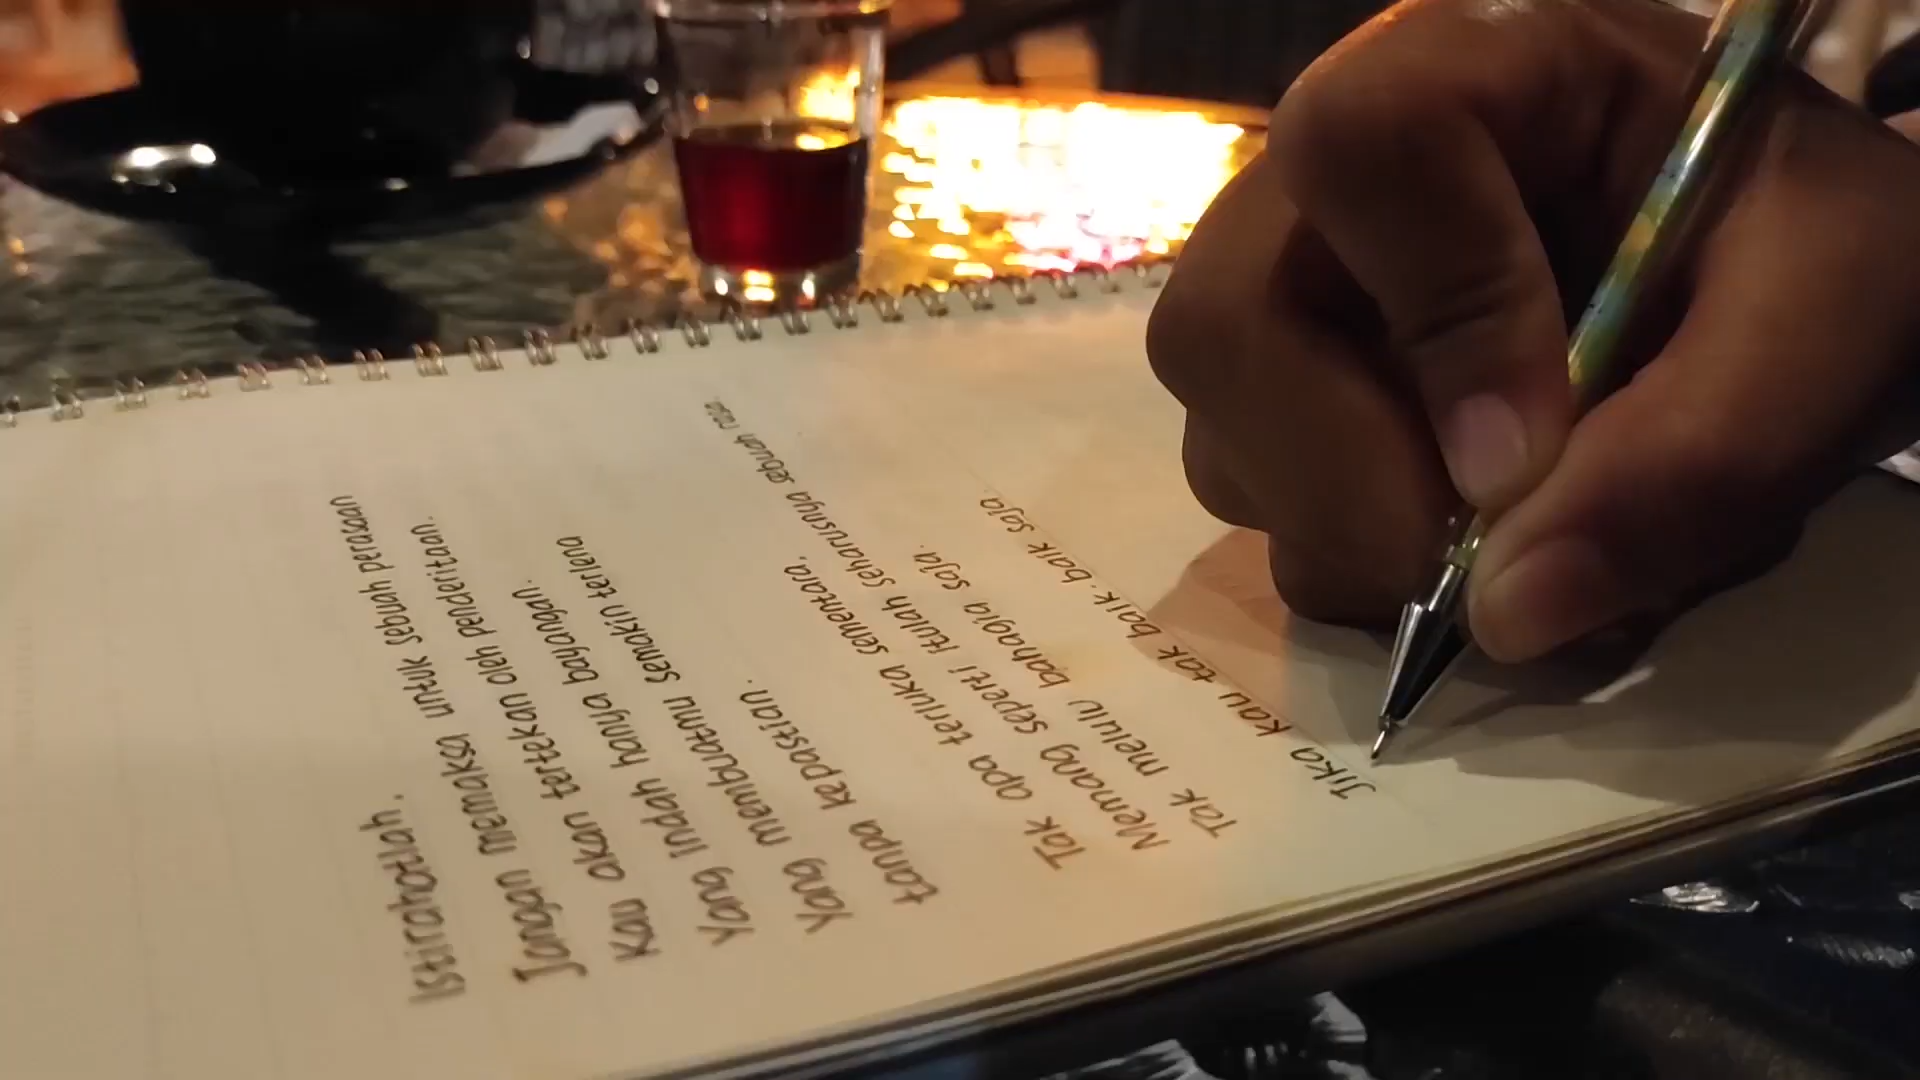 Istirahatlah.
Jangan memaksa untuk sebuah perasaan
Kau akan tertekan oleh penderitaan.
Yang Indah hanya bayangan.
Yang membuatmu semakin terlena
tanpa kepastian.
Tak apa terluka sementara.
Memang seperti itulah seharusnya sebuah rasa.
Tak melulu bahagia saja.
Jika kau tak baik. baik saja.